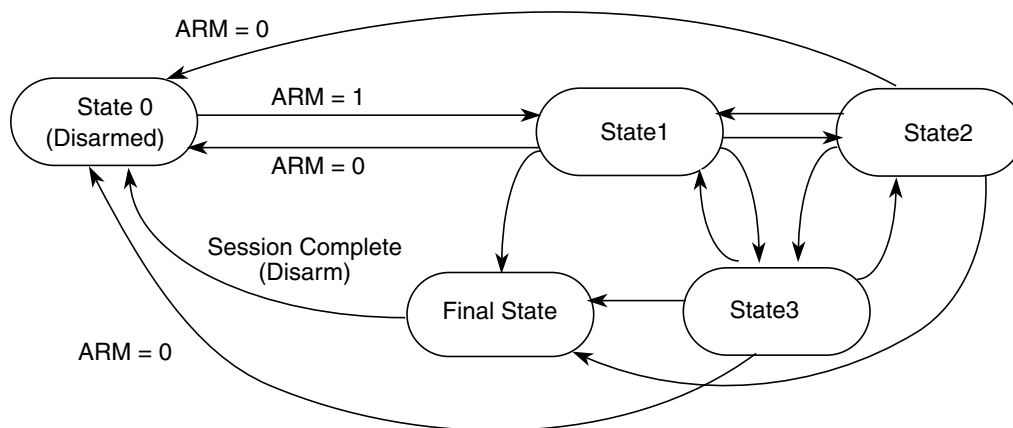 ARM = 0
State 0
(Disarmed)
ARM = 1
State1
State2
ARM = 0
Session Complete
(Disarm)
Final State
State3
ARM = 0